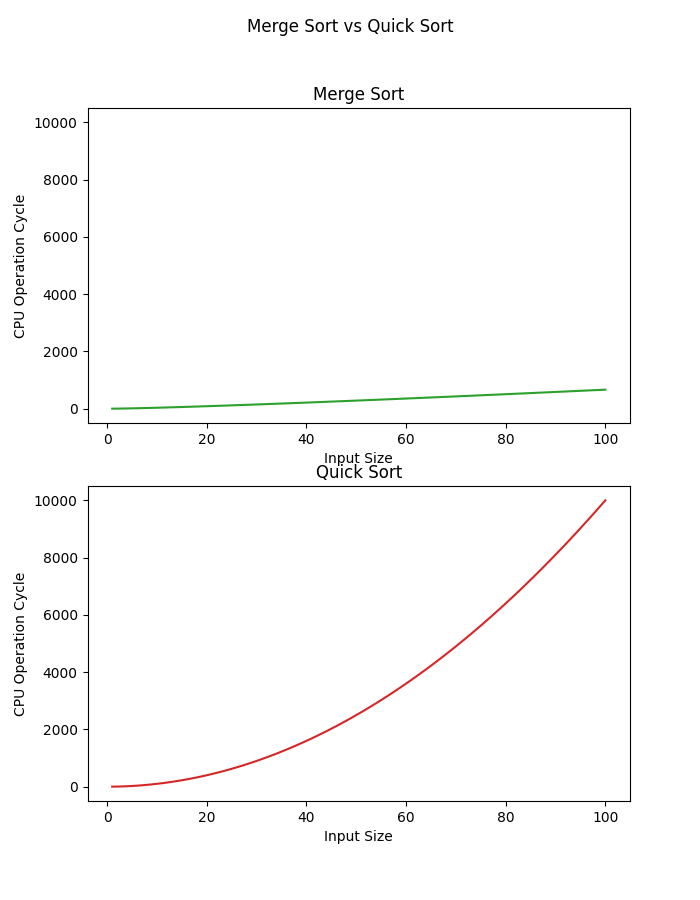 Merge Sort vs Quick Sort
Merge Sort
10000
8000
6000
4000
2000
0
CPU Operation Cycle
0 20 40 60 80 100
Input Size
Quick Sort
10000
8000
6000
4000
2000
0
CPU Operation Cycle
0 20 40 60 80 100
Input Size